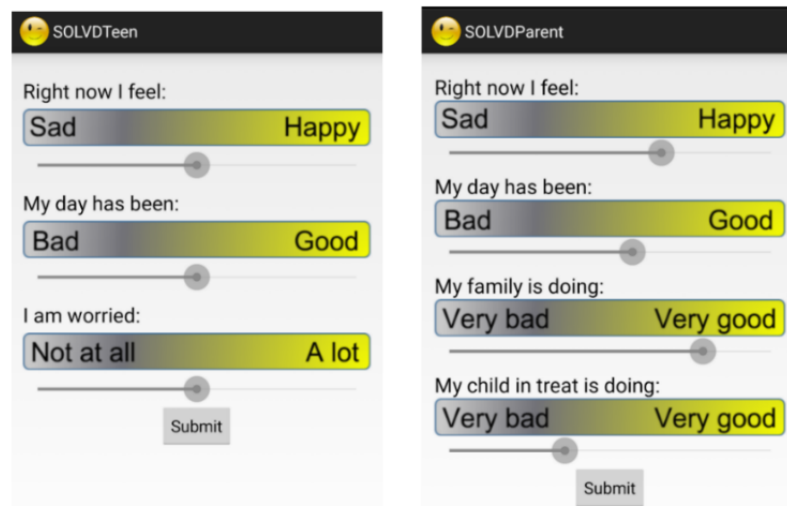 SOLVDTeen
Right now I feel:
Sad Happy
My day has been:
Bad Good
I am worried:
Not at all A lot
Submit
SOLVDParent
Right now I feel:
Sad Happy
My day has been:
Bad Good
My family is doing:
Very bad Very good
My child in treat is doing:
Very bad Very good
Submit